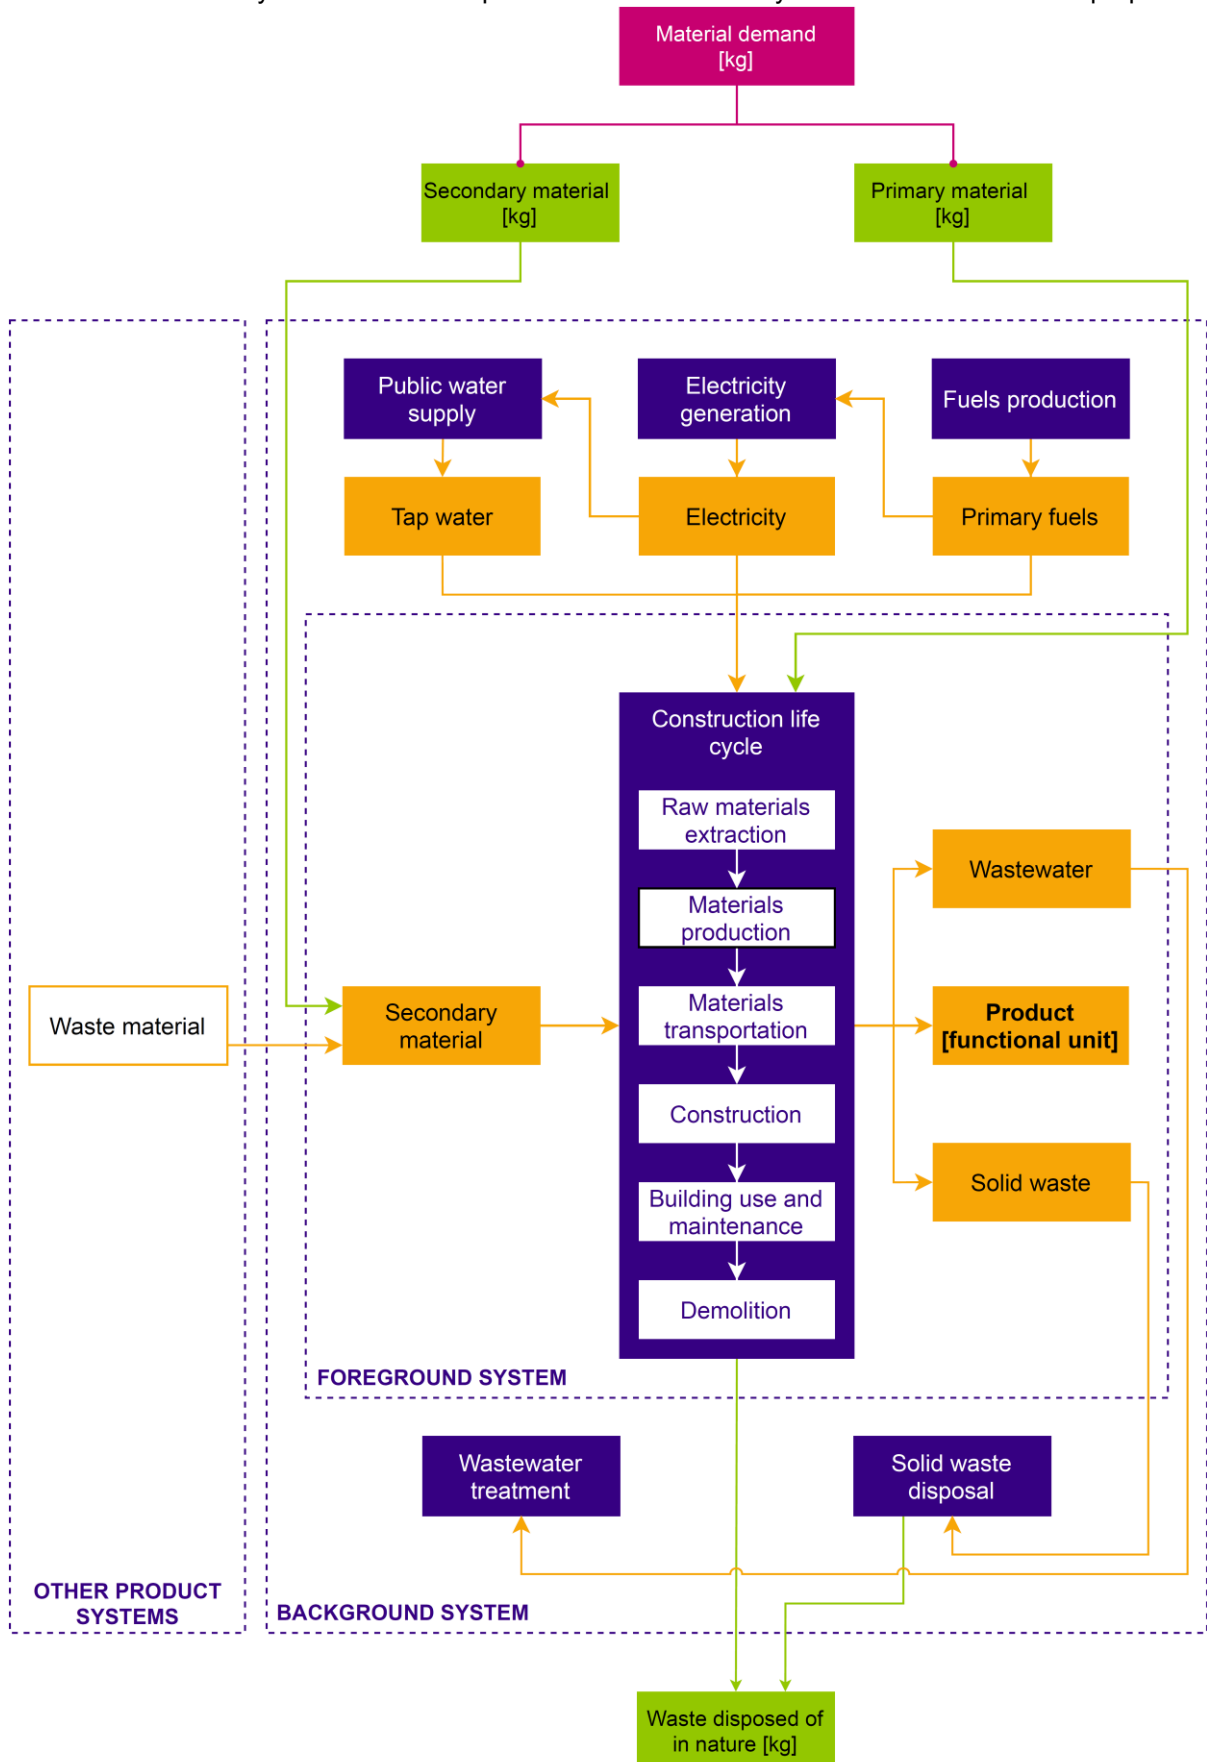 Material demand
[kg]
Secondary material
[kg]
Primary material
[kg]
Public water
supply
Electricity
generation
Fuels production
Tap water
Electricity
Primary fuels
Construction life
cycle
Raw materials
extraction
Materials
production
Materials
transportation
Construction
Building use and
maintenance
Demolition
Waste material
Secondary
material
Wastewater
Product
[functional unit]
Solid waste
FOREGROUND SYSTEM
Wastewater
treatment
Solid waste
disposal
OTHER PRODUCT
SYSTEMS
BACKGROUND SYSTEM
Waste disposed of
in nature [kg]